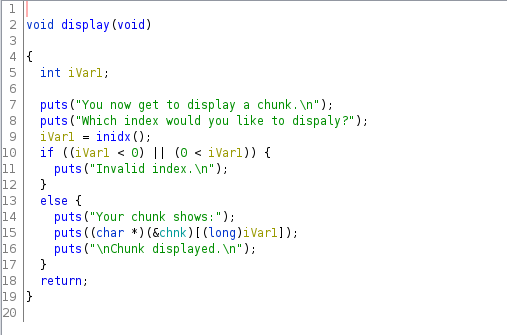 1
2 void display(void)
3
4 {
5   int iVar1;
6
7   puts("You now get to display a chunk.\n");
8   puts("Which index would you like to dispaly?");
9   iVar1 = inidx();
10   if ((iVar1 < 0) || (0 < iVar1)) {
11     puts("Invalid index.\n");
12   }
13   else {
14     puts("Your chunk shows:");
15     puts((char *)(&chnk)[(long)iVar1]);
16     puts("\nChunk displayed.\n");
17   }
18   return;
19 }
20